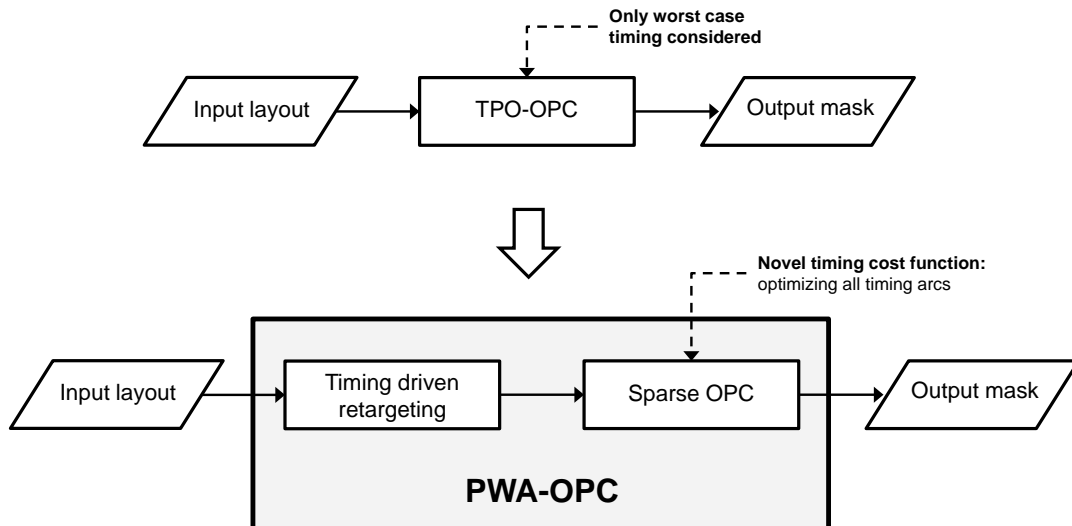 Only worst case
timing considered
Input layout
TPO-OPC
Output mask
Novel timing cost function:
optimizing all timing arcs
Input layout
Timing driven
retargeting
Sparse OPC
Output mask
PWA-OPC